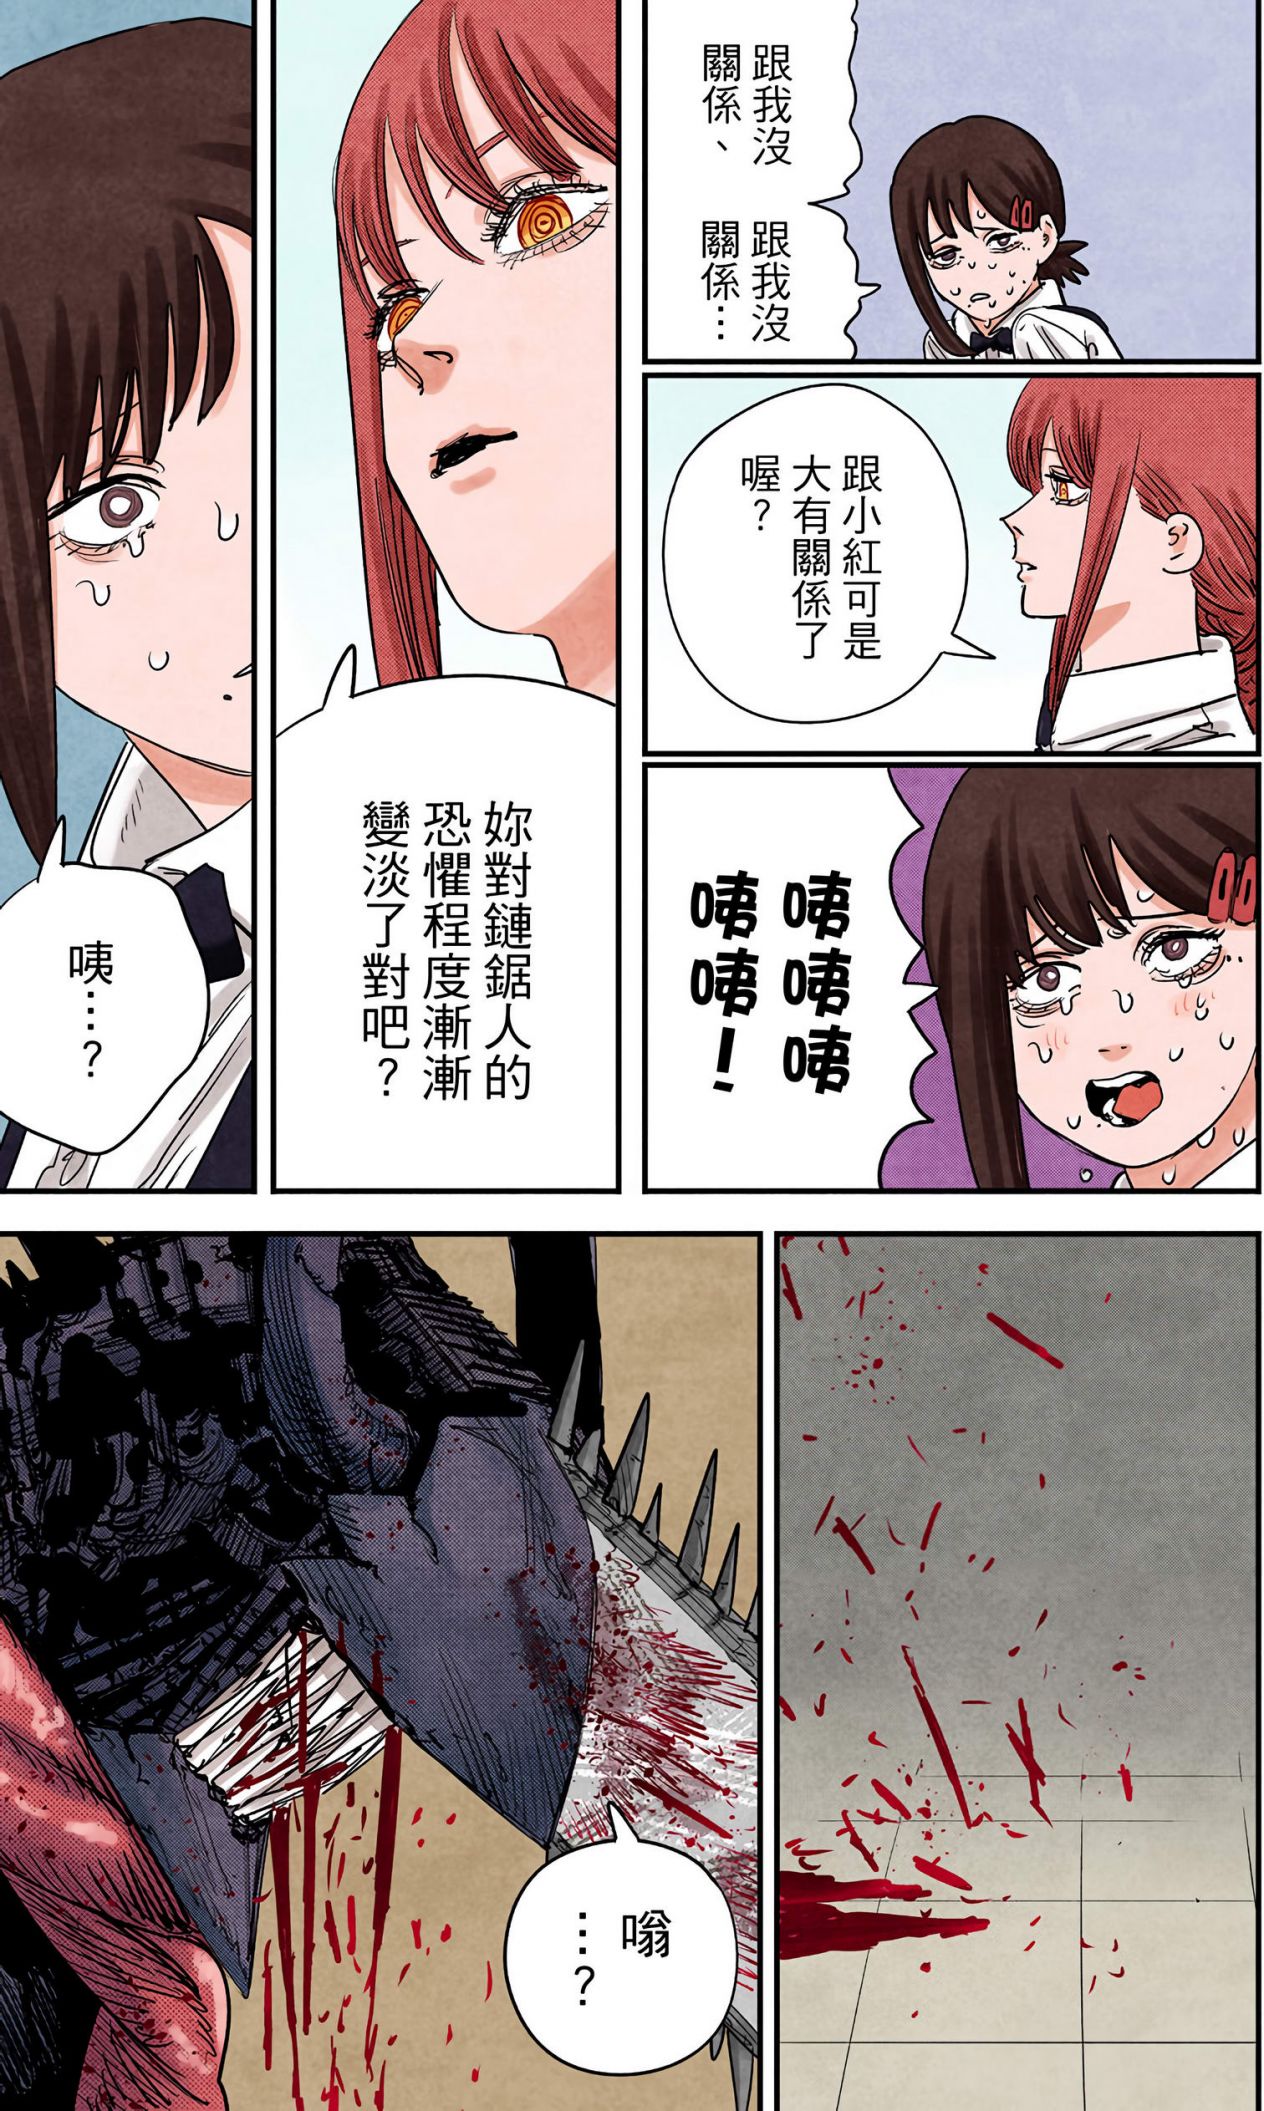 跟我沒
關係、
跟我沒
關係…
跟小紅可是
大有關係了
喔？
咦咦咦
咦咦！
妳對鏈鋸人的
恐懼程度漸漸
變淡了對吧？
咦…？
嗡
…？